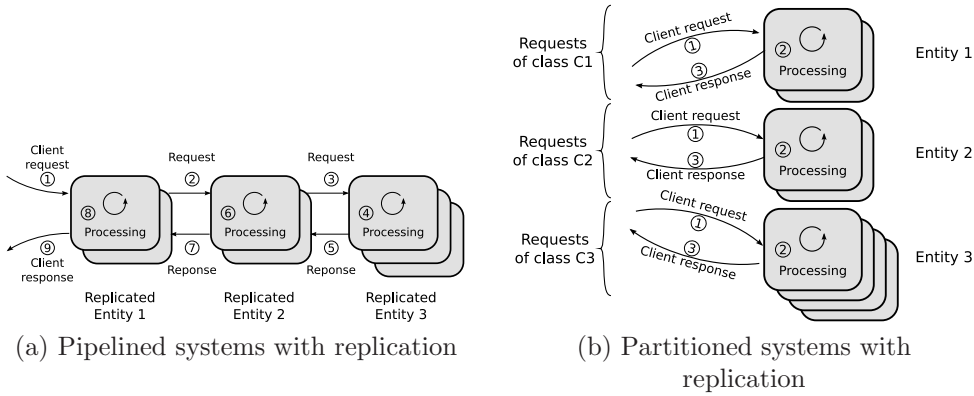 Client
request
①
Request
②
Request
③
⑧
Processing
⑥
Processing
④
Processing
⑨
Client
response
⑦
Reponse
⑤
Reponse
Replicated
Entity 1
Replicated
Entity 2
Replicated
Entity 3
(a) Pipelined systems with replication
Requests
of class C1
Client request
①
③
Client response
②
Processing
Entity 1
Requests
of class C2
Client request
①
③
Client response
②
Processing
Entity 2
Requests
of class C3
Client request
①
③
Client response
②
Processing
Entity 3
(b) Partitioned systems with
replication